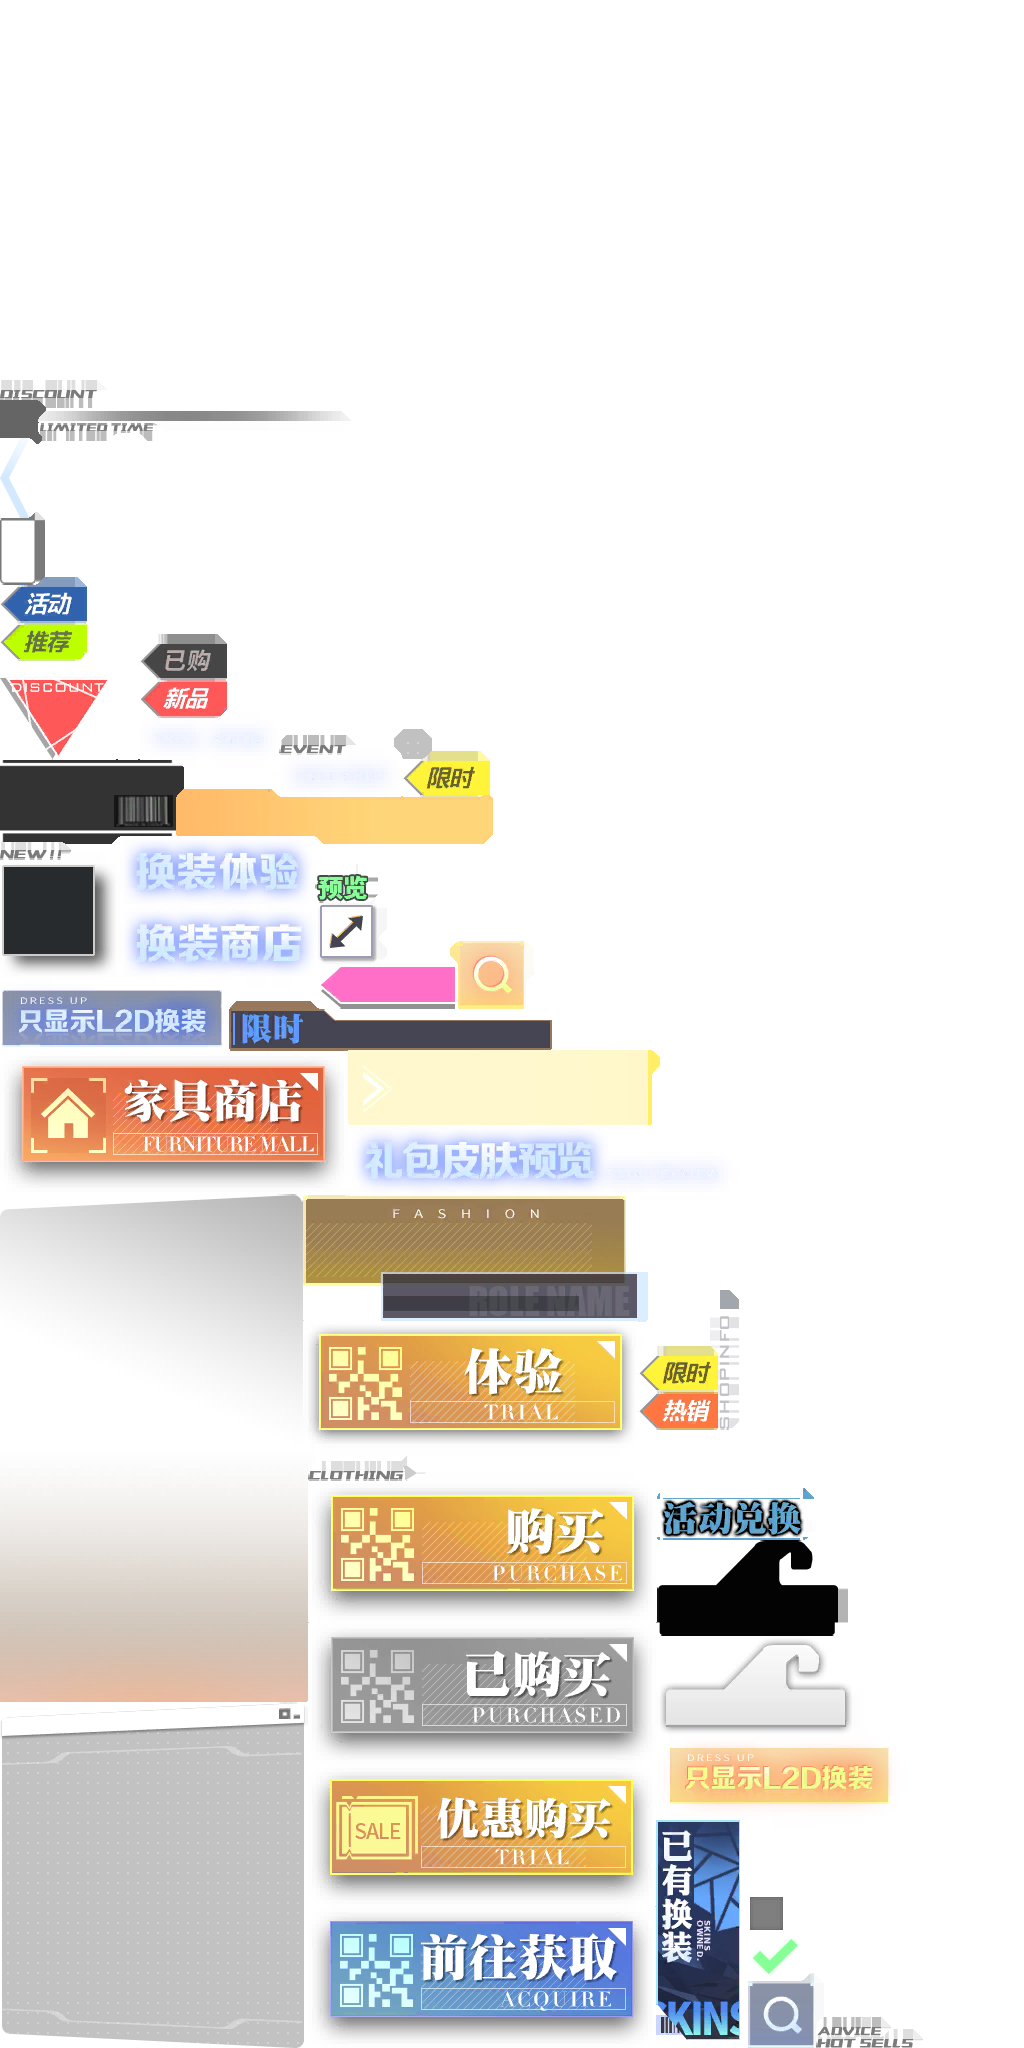 DISCOUNT
LIMITED TIME
活动
推荐
已购
DISCOUNT
新品
EVENT
限时
NEW!!
换装体验
预览
换装商店
DRESS UP
只显示L2D换装
限时
家具商店
FURNITURE MALL
礼包皮肤预览
FASHION
ROLE NAME
体验
TRIAL
限时
热销
SHOP INFO
CLOTHING
购买
PURCHASE
活动兑换
已购买
PURCHASED
DRESS UP
只显示L2D换装
优惠购买
SALE
TRIAL
已有换装
SKINS
OWNED.
SKINS
前往获取
ACQUIRE
ADVICE
HOT SELLS